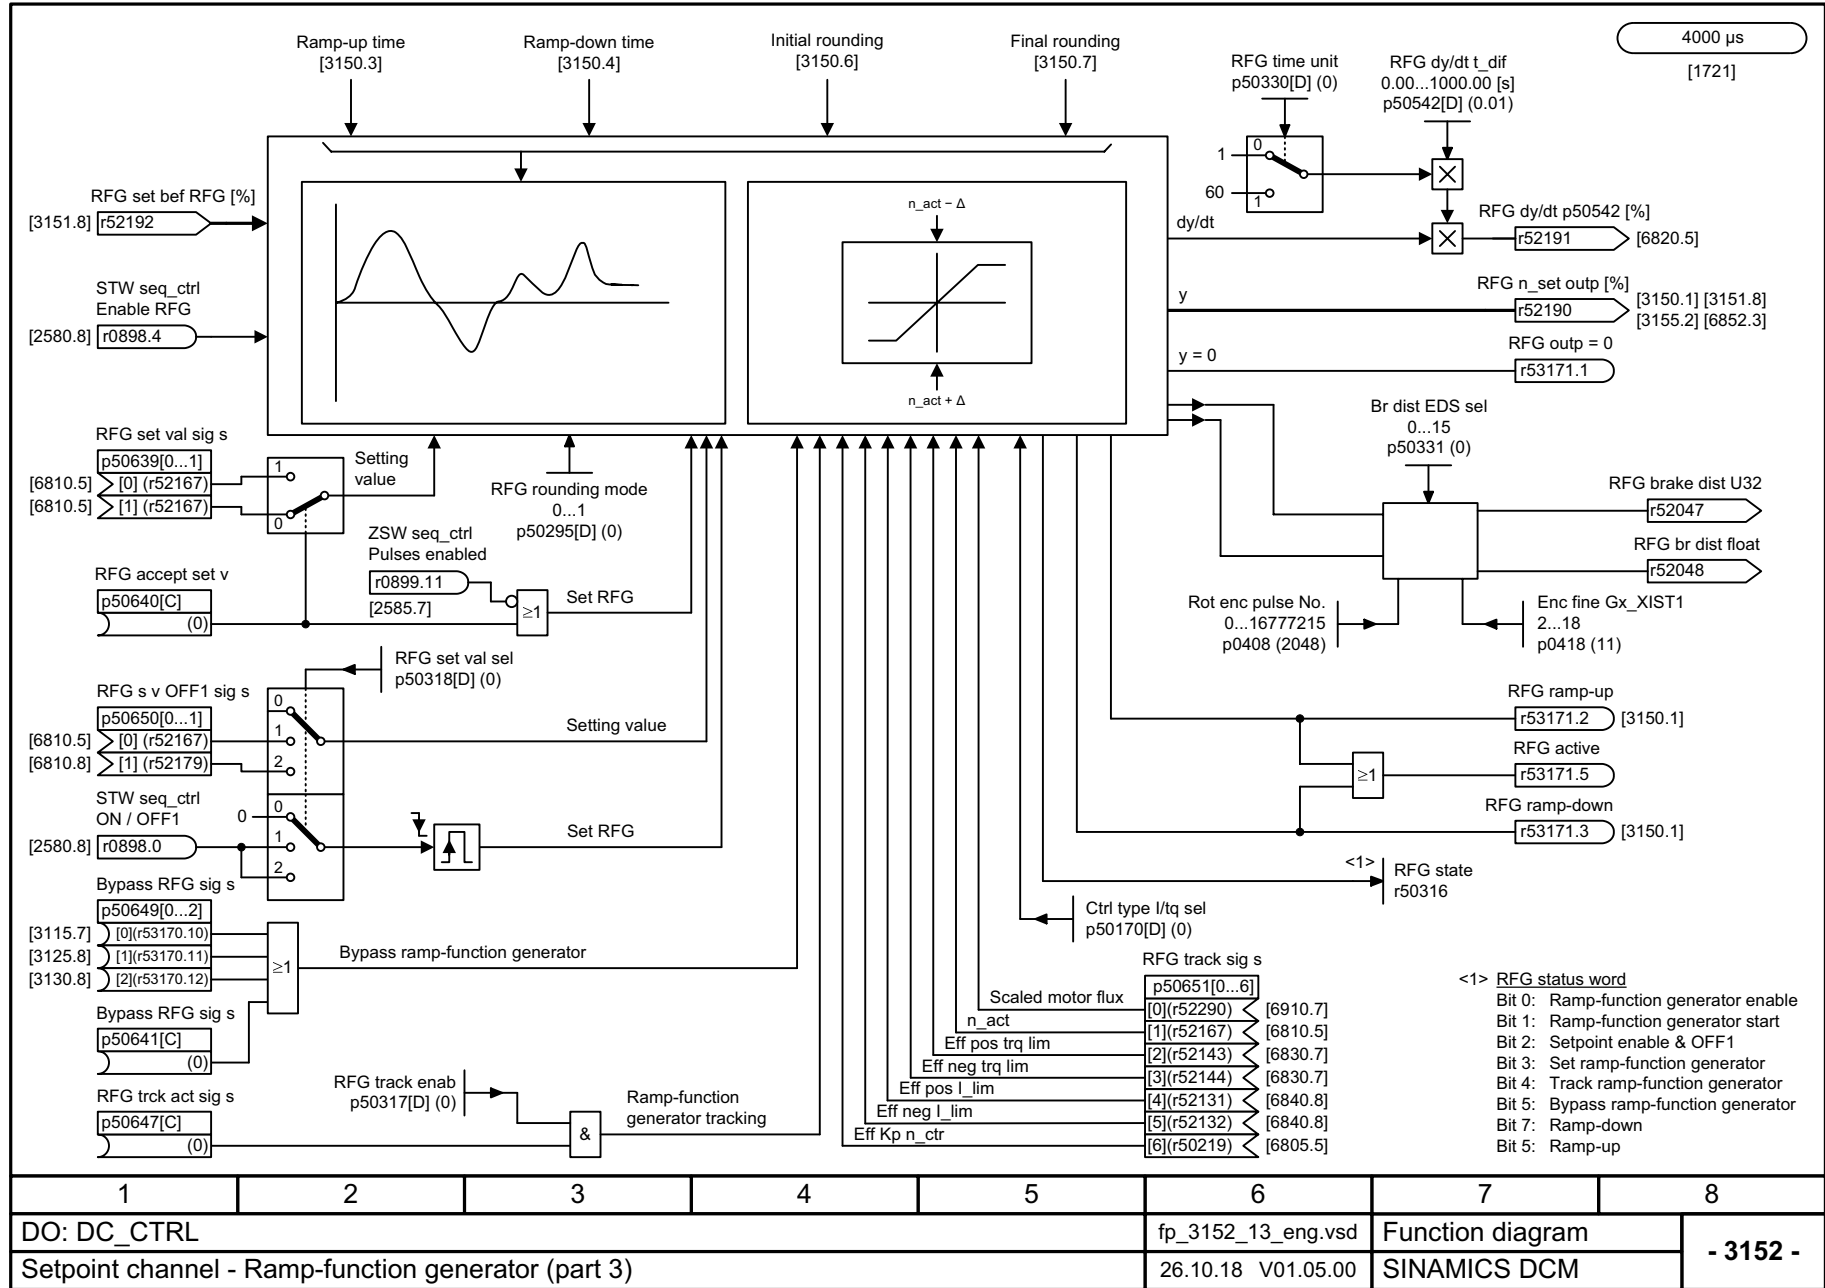 Ramp-up time
[3150.3]
Ramp-down time
[3150.4]
Initial rounding
[3150.6]
Final rounding
[3150.7]
4000 µs
[1721]
RFG time unit
p50330[D] (0)
0
1
60
1
RFG dy/dt t_dif
0.00...1000.00 [s]
p50542[D] (0.01)
RFG set bef RFG [%]
[3151.8] r52192
STW seq_ctrl
Enable RFG
[2580.8] r0898.4
n_act – Δ
n_act + Δ
dy/dt
RFG dy/dt p50542 [%]
r52191 [6820.5]
y
RFG n_set outp [%]
r52190 [3150.1] [3151.8]
[3155.2] [6852.3]
y = 0
RFG outp = 0
r53171.1
Br dist EDS sel
0...15
p50331 (0)
RFG brake dist U32
r52047
RFG br dist float
r52048
Rot enc pulse No.
0...16777215
p0408 (2048)
Enc fine Gx_XIST1
2...18
p0418 (11)
RFG set val sig s
p50639[0...1]
[6810.5] [0] (r52167)
[6810.5] [1] (r52167)
1
0
Setting
value
RFG rounding mode
0...1
p50295[D] (0)
ZSW seq_ctrl
Pulses enabled
r0899.11
[2585.7]
≥1
Set RFG
RFG accept set v
p50640[C]
(0)
RFG set val sel
p50318[D] (0)
RFG s v OFF1 sig s
p50650[0...1]
[6810.5] [0] (r52167)
[6810.8] [1] (r52179)
0
1
2
Setting value
STW seq_ctrl
ON / OFF1
[2580.8] r0898.0
0
0
1
2
Set RFG
RFG ramp-up
r53171.2 [3150.1]
RFG active
≥1
r53171.5
RFG ramp-down
r53171.3 [3150.1]
<1>
RFG state
r50316
Ctrl type I/tq sel
p50170[D] (0)
Bypass RFG sig s
p50649[0...2]
[3115.7] [0](r53170.10)
[3125.8] [1](r53170.11)
[3130.8] [2](r53170.12)
≥1
Bypass ramp-function generator
Bypass RFG sig s
p50641[C]
(0)
RFG trck act sig s
p50647[C]
(0)
RFG track enab
p50317[D] (0)
&
Ramp-function
generator tracking
RFG track sig s
p50651[0...6]
Scaled motor flux [0](r52290) [6910.7]
n_act [1](r52167) [6810.5]
Eff pos trq lim [2](r52143) [6830.7]
Eff neg trq lim [3](r52144) [6830.7]
Eff pos I_lim [4](r52131) [6840.8]
Eff neg I_lim [5](r52132) [6840.8]
Eff Kp n_ctr [6](r50219) [6805.5]
<1> RFG status word
Bit 0: Ramp-function generator enable
Bit 1: Ramp-function generator start
Bit 2: Setpoint enable & OFF1
Bit 3: Set ramp-function generator
Bit 4: Track ramp-function generator
Bit 5: Bypass ramp-function generator
Bit 7: Ramp-down
Bit 5: Ramp-up
1 2 3 4 5 6 7 8
DO: DC_CTRL
fp_3152_13_eng.vsd
Function diagram
- 3152 -
Setpoint channel - Ramp-function generator (part 3)
26.10.18 V01.05.00
SINAMICS DCM